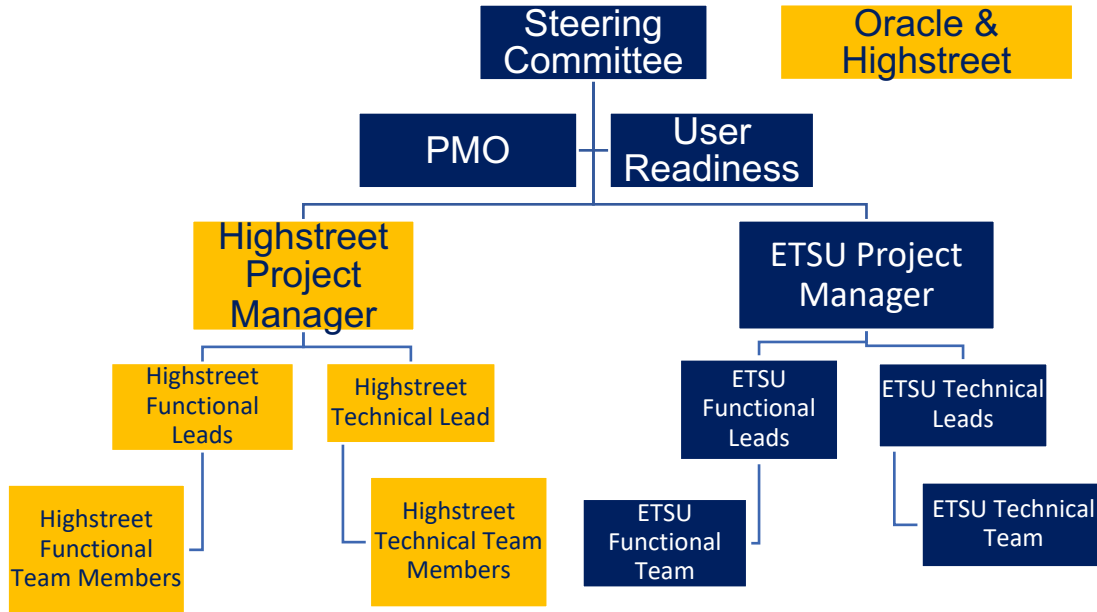 Steering
Committee
Oracle &
Highstreet
PMO
User
Readiness
Highstreet
Project
Manager
ETSU Project
Manager
Highstreet
Functional
Leads
Highstreet
Technical Lead
ETSU
Functional
Leads
ETSU Technical
Leads
Highstreet
Functional
Team Members
Highstreet
Technical Team
Members
ETSU
Functional
Team
ETSU Technical
Team